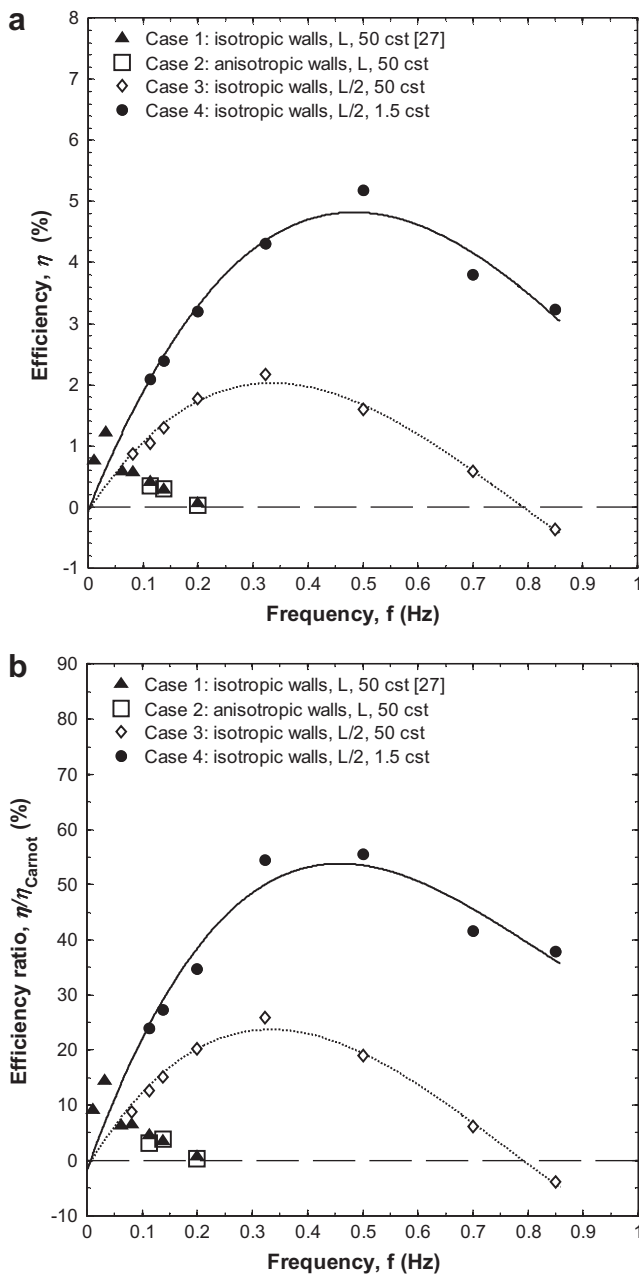 a
Case 1: isotropic walls, L, 50 cst [27]
Case 2: anisotropic walls, L, 50 cst
Case 3: isotropic walls, L/2, 50 cst
Case 4: isotropic walls, L/2, 1.5 cst
8
7
6
5
4
3
2
1
0
-1
Efficiency, η (%)
0 0.1 0.2 0.3 0.4 0.5 0.6 0.7 0.8 0.9 1
Frequency, f (Hz)
b
Case 1: isotropic walls, L, 50 cst [27]
Case 2: anisotropic walls, L, 50 cst
Case 3: isotropic walls, L/2, 50 cst
Case 4: isotropic walls, L/2, 1.5 cst
90
80
70
60
50
40
30
20
10
0
-10
Efficiency ratio, η/ηCarnot (%)
0 0.1 0.2 0.3 0.4 0.5 0.6 0.7 0.8 0.9 1
Frequency, f (Hz)